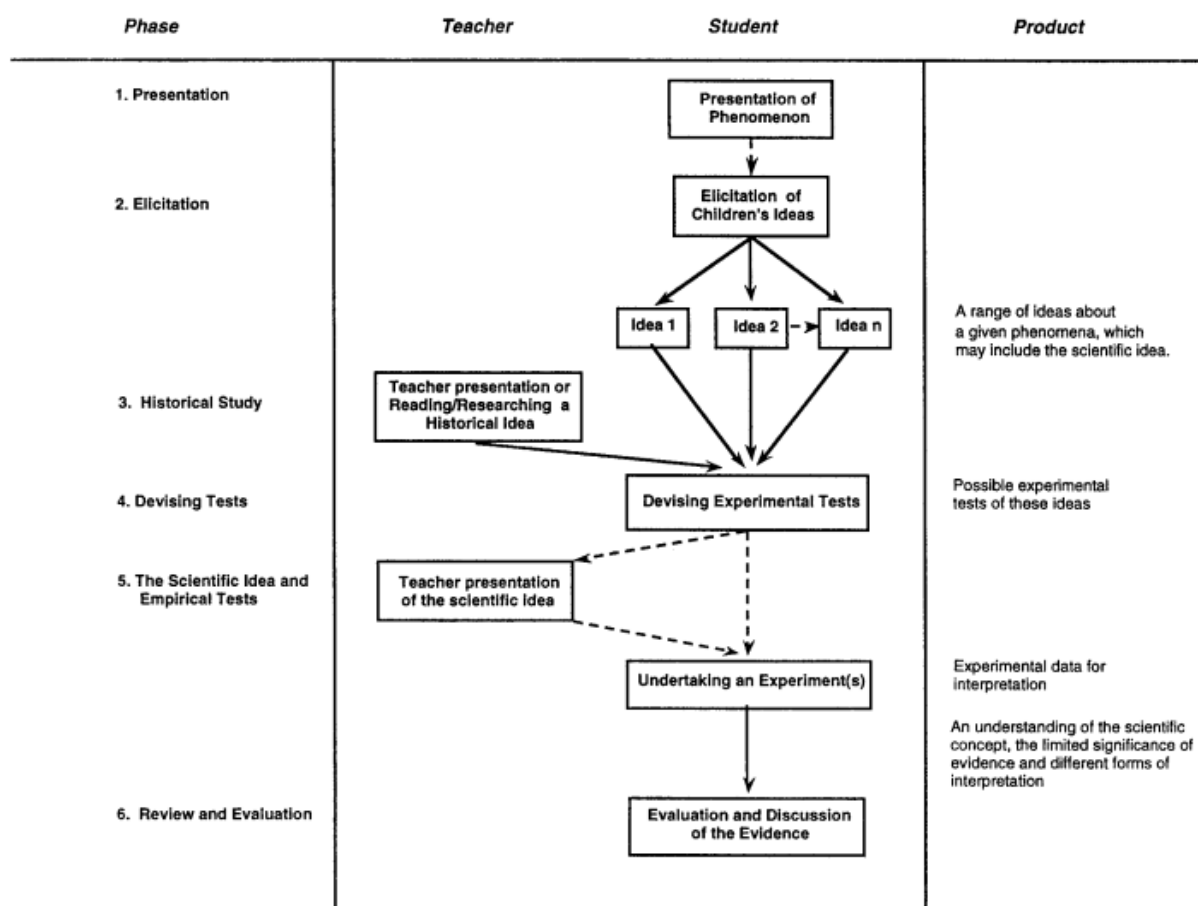 Phase Teacher Student Product
1. Presentation
Presentation of
Phenomenon
2. Elicitation
Elicitation of
Children's Ideas
Idea 1 Idea 2 Idea n
A range of ideas about
a given phenomena, which
may include the scientific idea.
3. Historical Study
Teacher presentation or
Reading/Researching a
Historical Idea
4. Devising Tests
Devising Experimental Tests
Possible experimental
tests of these ideas
5. The Scientific Idea and
Empirical Tests
Teacher presentation
of the scientific idea
Undertaking an Experiment(s)
Experimental data for
interpretation
An understanding of the scientific
concept, the limited significance of
evidence and different forms of
interpretation
6. Review and Evaluation
Evaluation and Discussion
of the Evidence